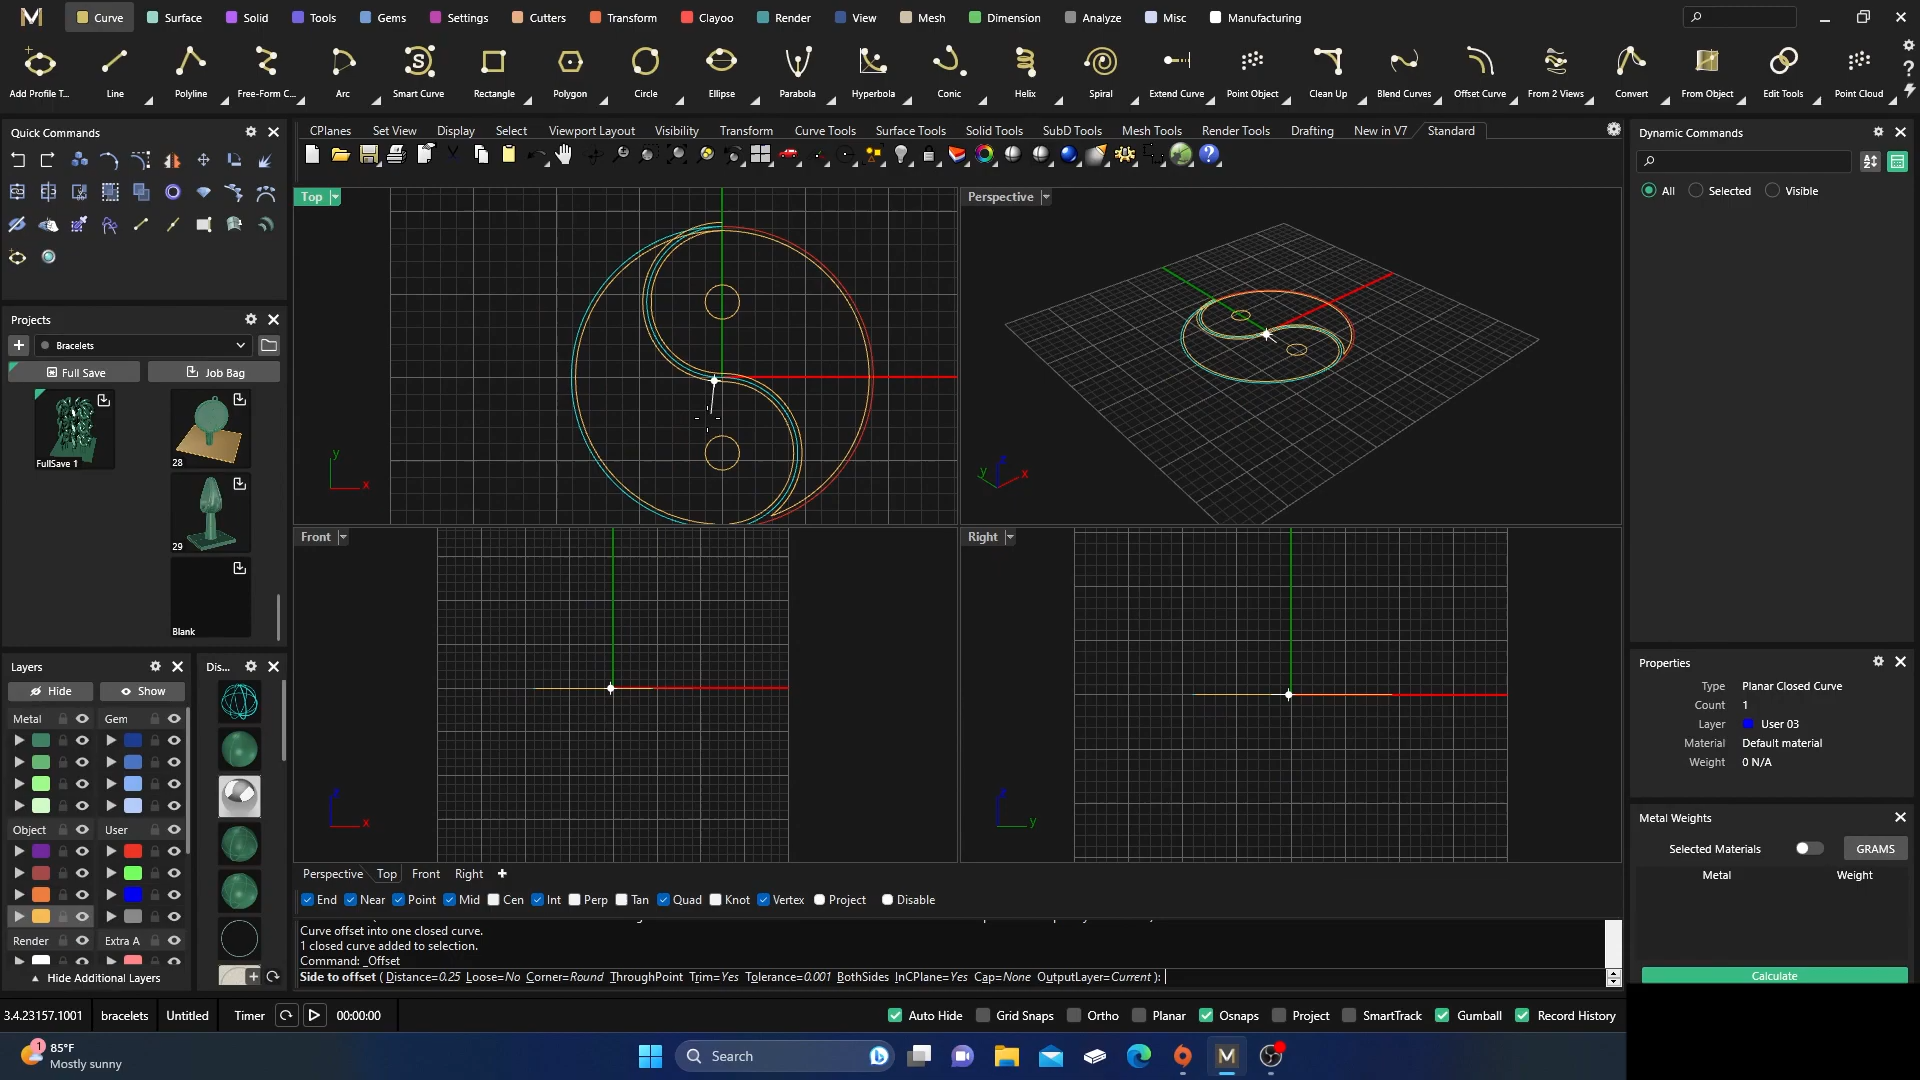 Curve Surface Solid Tools Gems Settings Cutters Transform Clayoo Render View Mesh Dimension Analyze Misc Manufacturing
Add Profile T... Line Polyline Free-Form C... Arc Smart Curve Rectangle Polygon Circle Ellipse Parabola Hyperbola Conic Helix Spiral Extend Curve Point Object Clean Up Blend Curves Offset Curve From 2 Views Convert From Object Edit Tools Point Cloud
Quick Commands
CPlanes Set View Display Select Viewport Layout Visibility Transform Curve Tools Surface Tools Solid Tools SubD Tools Mesh Tools Render Tools Drafting New in V7 Standard
Dynamic Commands
All Selected Visible
Top
Perspective
y
x
y
z
x
Projects
Bracelets
Full Save
Job Bag
FullSave 1
28
29
Blank
Front
Right
z
x
z
y
Layers
Hide Show
Metal Gem
Object User
Render Extra A
Hide Additional Layers
Dis...
Properties
Type Planar Closed Curve
Count 1
Layer User 03
Material Default material
Weight 0 N/A
Metal Weights
Selected Materials GRAMS
Metal Weight
Calculate
Perspective Top Front Right
End Near Point Mid Cen Int Perp Tan Quad Knot Vertex Project Disable
Curve offset into one closed curve.
1 closed curve added to selection.
Command: _Offset
Side to offset ( Distance=0.25 Loose=No Corner=Round ThroughPoint Trim=Yes Tolerance=0.001 BothSides InCPlane=Yes Cap=None OutputLayer=Current ):
3.4.23157.1001 bracelets Untitled Timer 00:00:00 Auto Hide Grid Snaps Ortho Planar Osnaps Project SmartTrack Gumball Record History
1
85°F
Mostly sunny
Search